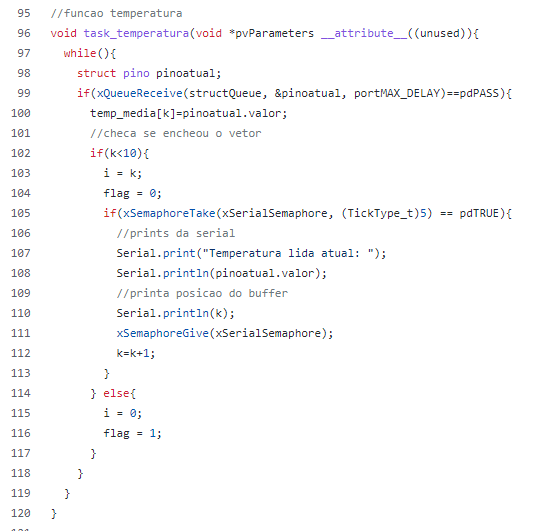 95 //funcao temperatura
96 void task_temperatura(void *pvParameters __attribute__((unused)){
97   while(){
98     struct pino pinoatual;
99     if(xQueueReceive(structQueue, &pinoatual, portMAX_DELAY)==pdPASS){
100       temp_media[k]=pinoatual.valor;
101       //checa se encheou o vetor
102       if(k<10){
103         i = k;
104         flag = 0;
105         if(xSemaphoreTake(xSerialSemaphore, (TickType_t)5) == pdTRUE){
106           //prints da serial
107           Serial.print("Temperatura lida atual: ");
108           Serial.println(pinoatual.valor);
109           //printa posicao do buffer
110           Serial.println(k);
111           xSemaphoreGive(xSerialSemaphore);
112           k=k+1;
113         }
114       } else{
115         i = 0;
116         flag = 1;
117       }
118     }
119   }
120 }